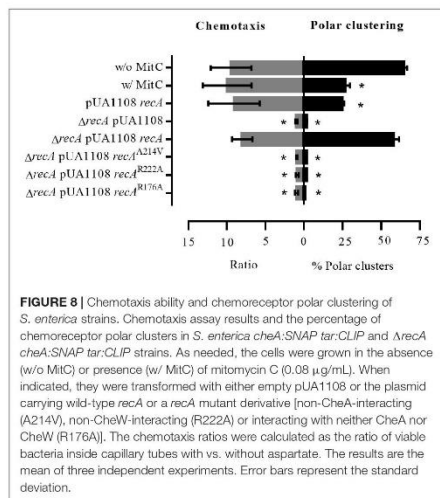 Chemotaxis Polar clustering
w/o MitC
w/ MitC *
pUA1108 recA *
ΔrecA pUA1108 * *
ΔrecA pUA1108 recA
ΔrecA pUA1108 recA^A214V * *
ΔrecA pUA1108 recA^R222A * *
ΔrecA pUA1108 recA^R176A * *
15 10 5 0 25 50 75
Ratio % Polar clusters
FIGURE 8 | Chemotaxis ability and chemoreceptor polar clustering of
S. enterica strains. Chemotaxis assay results and the percentage of
chemoreceptor polar clusters in S. enterica cheA:SNAP tar:CLIP and ΔrecA
cheA:SNAP tar:CLIP strains. As needed, the cells were grown in the absence
(w/o MitC) or presence (w/ MitC) of mitomycin C (0.08 μg/mL). When
indicated, they were transformed with either empty pUA1108 or the plasmid
carrying wild-type recA or a recA mutant derivative [non-CheA-interacting
(A214V), non-CheW-interacting (R222A) or interacting with neither CheA nor
CheW (R176A)]. The chemotaxis ratios were calculated as the ratio of viable
bacteria inside capillary tubes with vs. without aspartate. The results are the
mean of three independent experiments. Error bars represent the standard
deviation.